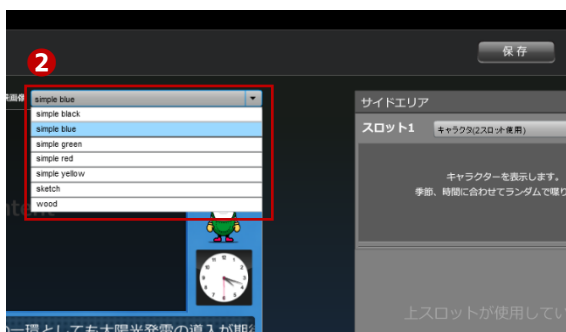 保存
2
景画像
simple blue
simple black
simple blue
simple green
simple red
simple yellow
sketch
wood
サイドエリア
スロット1
キャラクタ(2スロット使用)
キャラクターを表示します。
季節、時間に合わせてランダムで喋り
上スロットが使用してい
の一環としても太陽光発電の導入が期